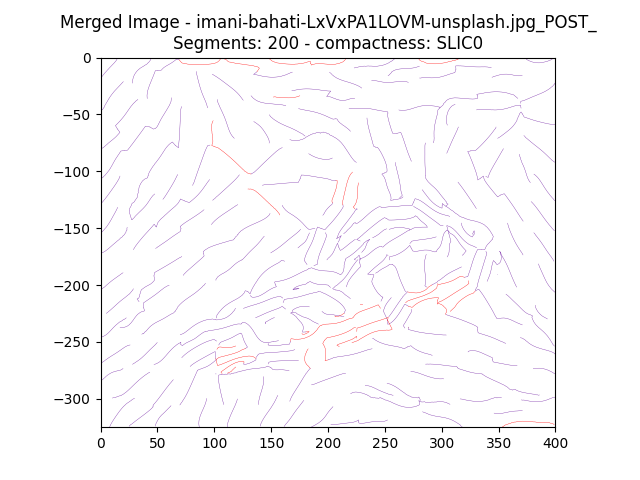 Merged Image - imani-bahati-LxVxPA1LOVM-unsplash.jpg_POST_
Segments: 200 - compactness: SLIC0
0
−50
−100
−150
−200
−250
−300
0 50 100 150 200 250 300 350 400